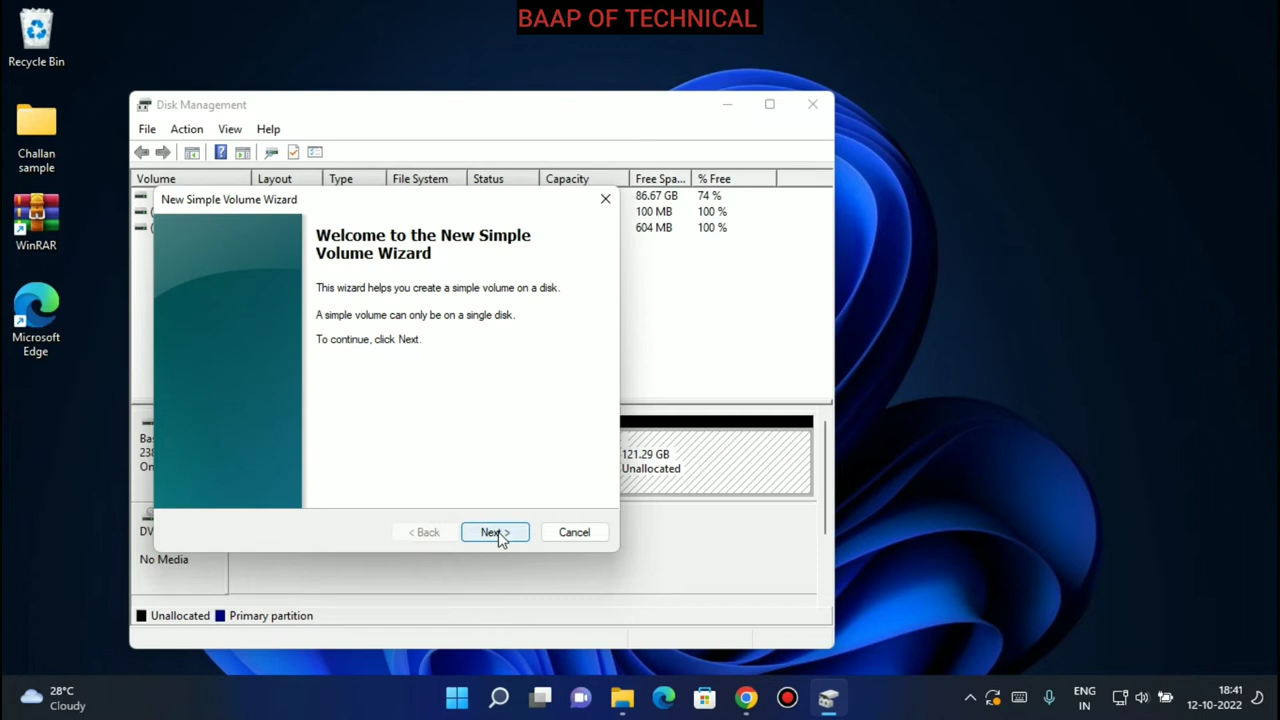 BAAP OF TECHNICAL
Recycle Bin
Challan
sample
WinRAR
Microsoft
Edge
Disk Management
File Action View Help
Volume Layout Type File System Status Capacity Free Spa... % Free
86.67 GB 74 %
100 MB 100 %
604 MB 100 %
New Simple Volume Wizard
Welcome to the New Simple
Volume Wizard
This wizard helps you create a simple volume on a disk.
A simple volume can only be on a single disk.
To continue, click Next.
< Back Next > Cancel
121.29 GB
Unallocated
No Media
Unallocated Primary partition
28°C
Cloudy
ENG
IN
18:41
12-10-2022